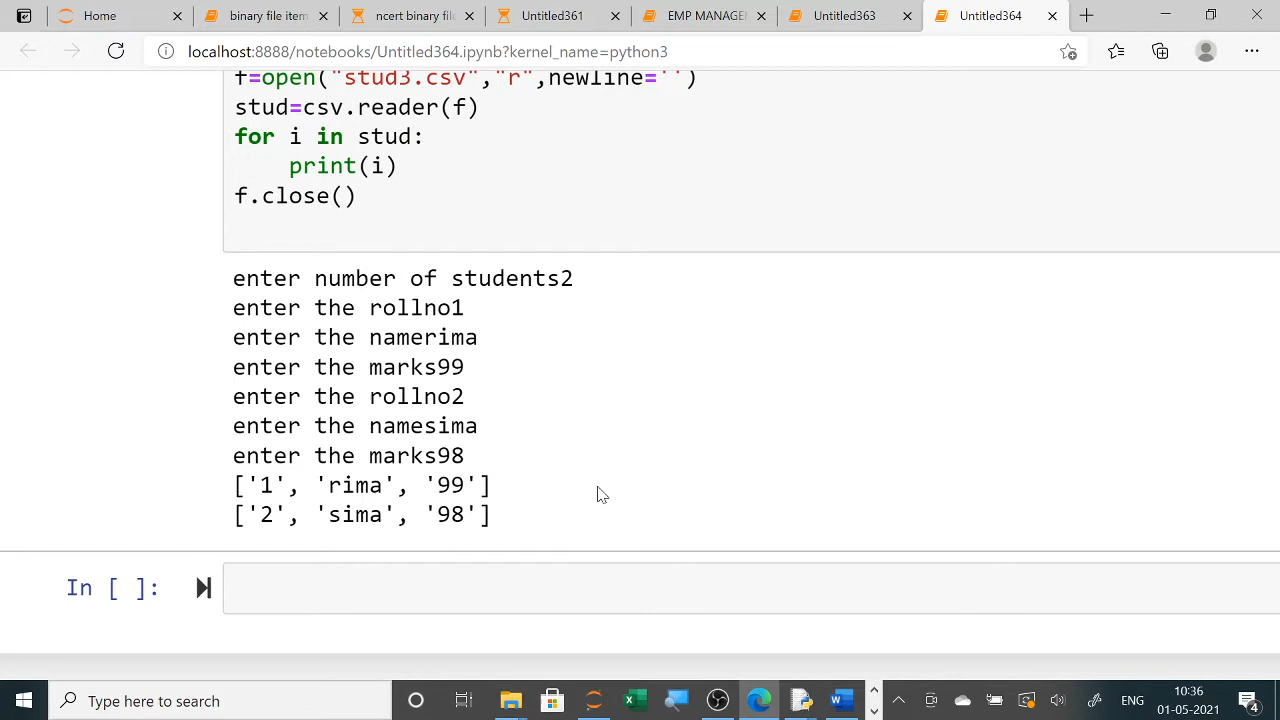 Home
binary file item
ncert binary fil
Untitled361
EMP MANAGE
Untitled363
Untitled364
localhost:8888/notebooks/Untitled364.ipynb?kernel_name=python3
f=open("stud3.csv","r",newline='')
stud=csv.reader(f)
for i in stud:
print(i)
f.close()
enter number of students2
enter the rollno1
enter the namerima
enter the marks99
enter the rollno2
enter the namesima
enter the marks98
['1', 'rima', '99']
['2', 'sima', '98']
In [ ]:
Type here to search
ENG
10:36
01-05-2021
4